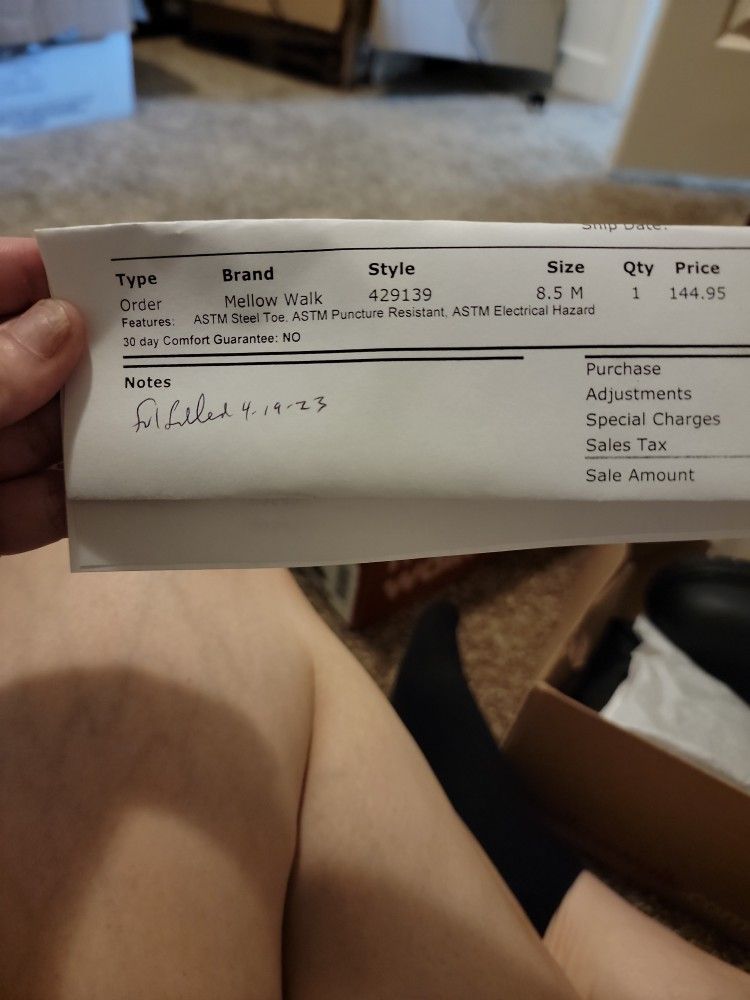 Ship Date:
Type Brand Style Size Qty Price
Order Mellow Walk 429139 8.5 M 1 144.95
Features: ASTM Steel Toe, ASTM Puncture Resistant, ASTM Electrical Hazard
30 day Comfort Guarantee: NO
Notes
Fulfilled 4-19-23
Purchase
Adjustments
Special Charges
Sales Tax
Sale Amount